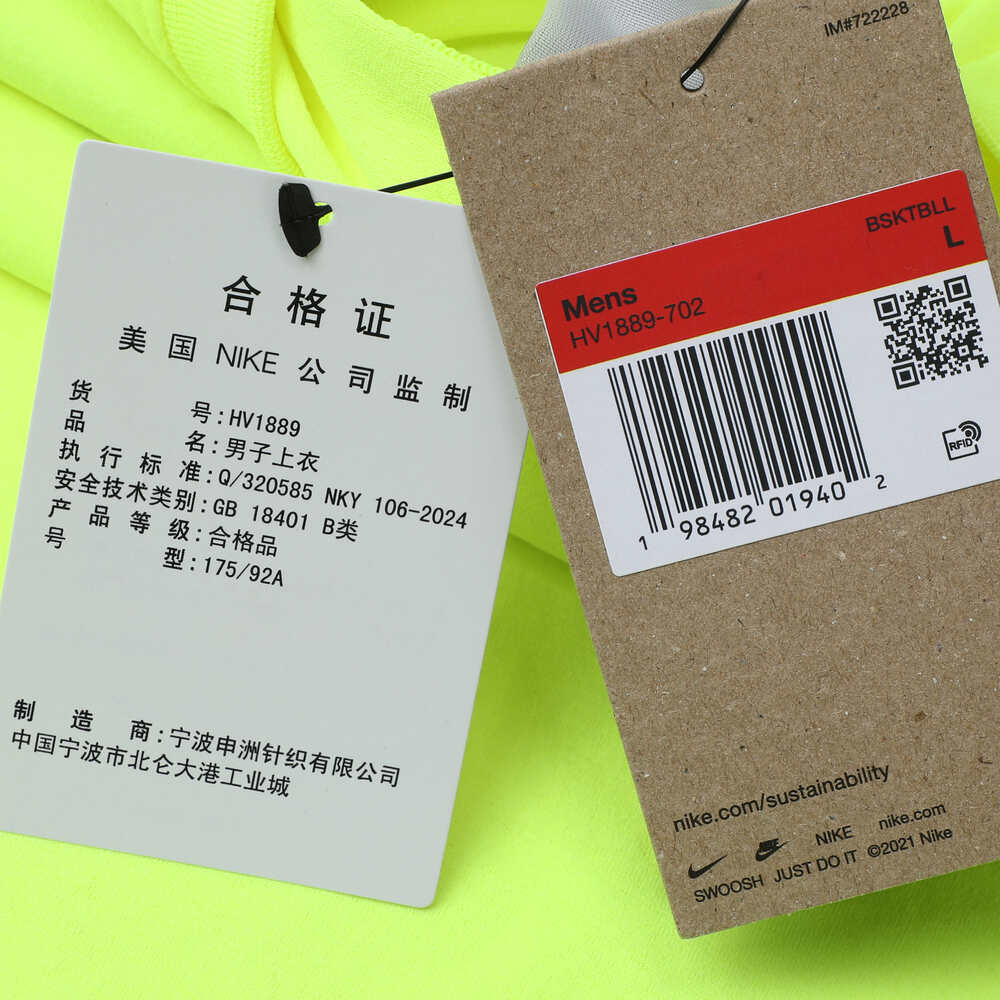 合格证
美国 NIKE 公司监制
货号:HV1889
品名:男子上衣
执行标准:Q/320585 NKY 106-2024
安全技术类别:GB 18401 B类
产品等级:合格品
号型:175/92A
制造商:宁波申洲针织有限公司
中国宁波市北仑大港工业城
IM#722228
BSKTBLL
L
Mens
HV1889-702
RFID
1 98482 01940 2
nike.com/sustainability
NIKE nike.com
SWOOSH JUST DO IT ©2021 Nike